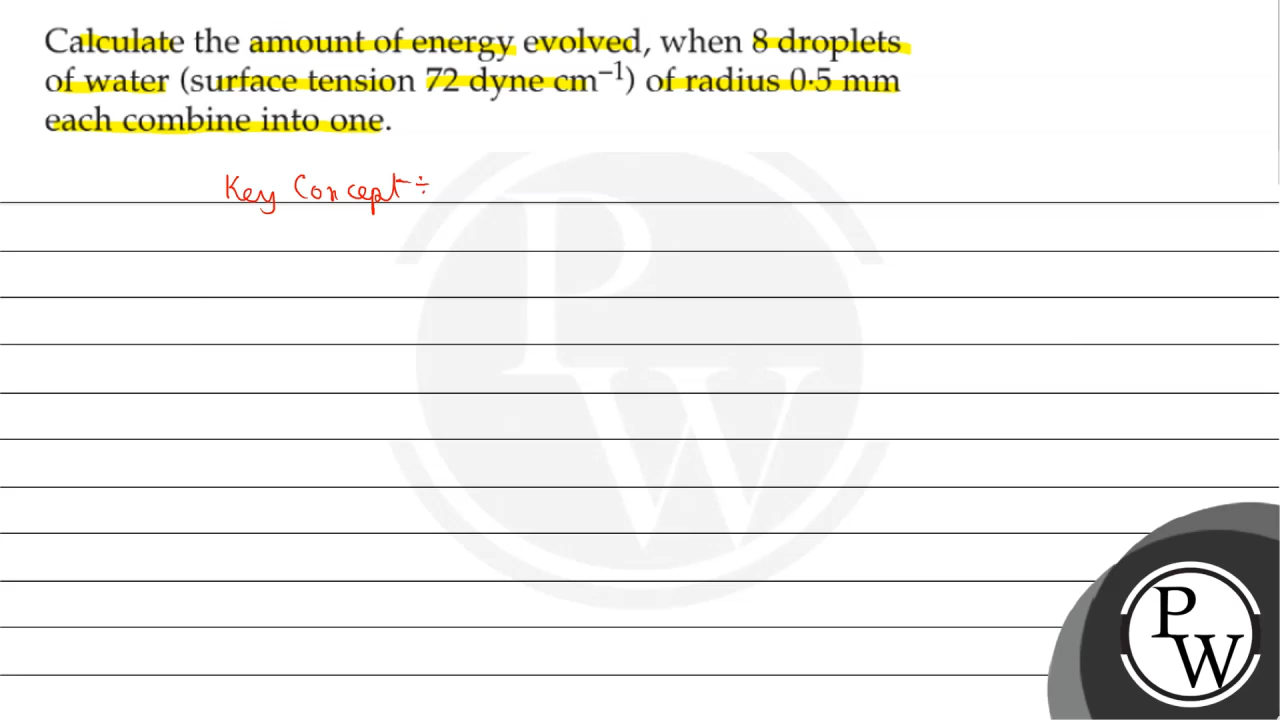 Calculate the amount of energy evolved, when 8 droplets
of water (surface tension 72 dyne cm⁻¹) of radius 0·5 mm
each combine into one.
Key Concept ÷
PW
PW